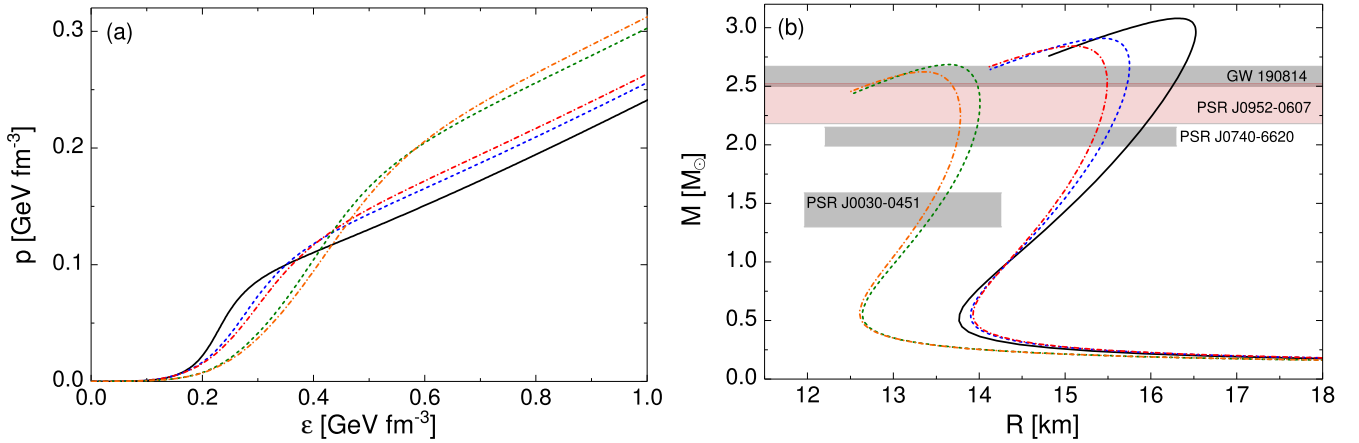 (a)
0.3
0.2
0.1
0.0
p [GeV fm⁻³]
0.0 0.2 0.4 0.6 0.8 1.0
ε [GeV fm⁻³]
(b)
3.0
2.5
2.0
1.5
1.0
0.5
0.0
M [M☉]
GW 190814
PSR J0952-0607
PSR J0740-6620
PSR J0030-0451
12 13 14 15 16 17 18
R [km]